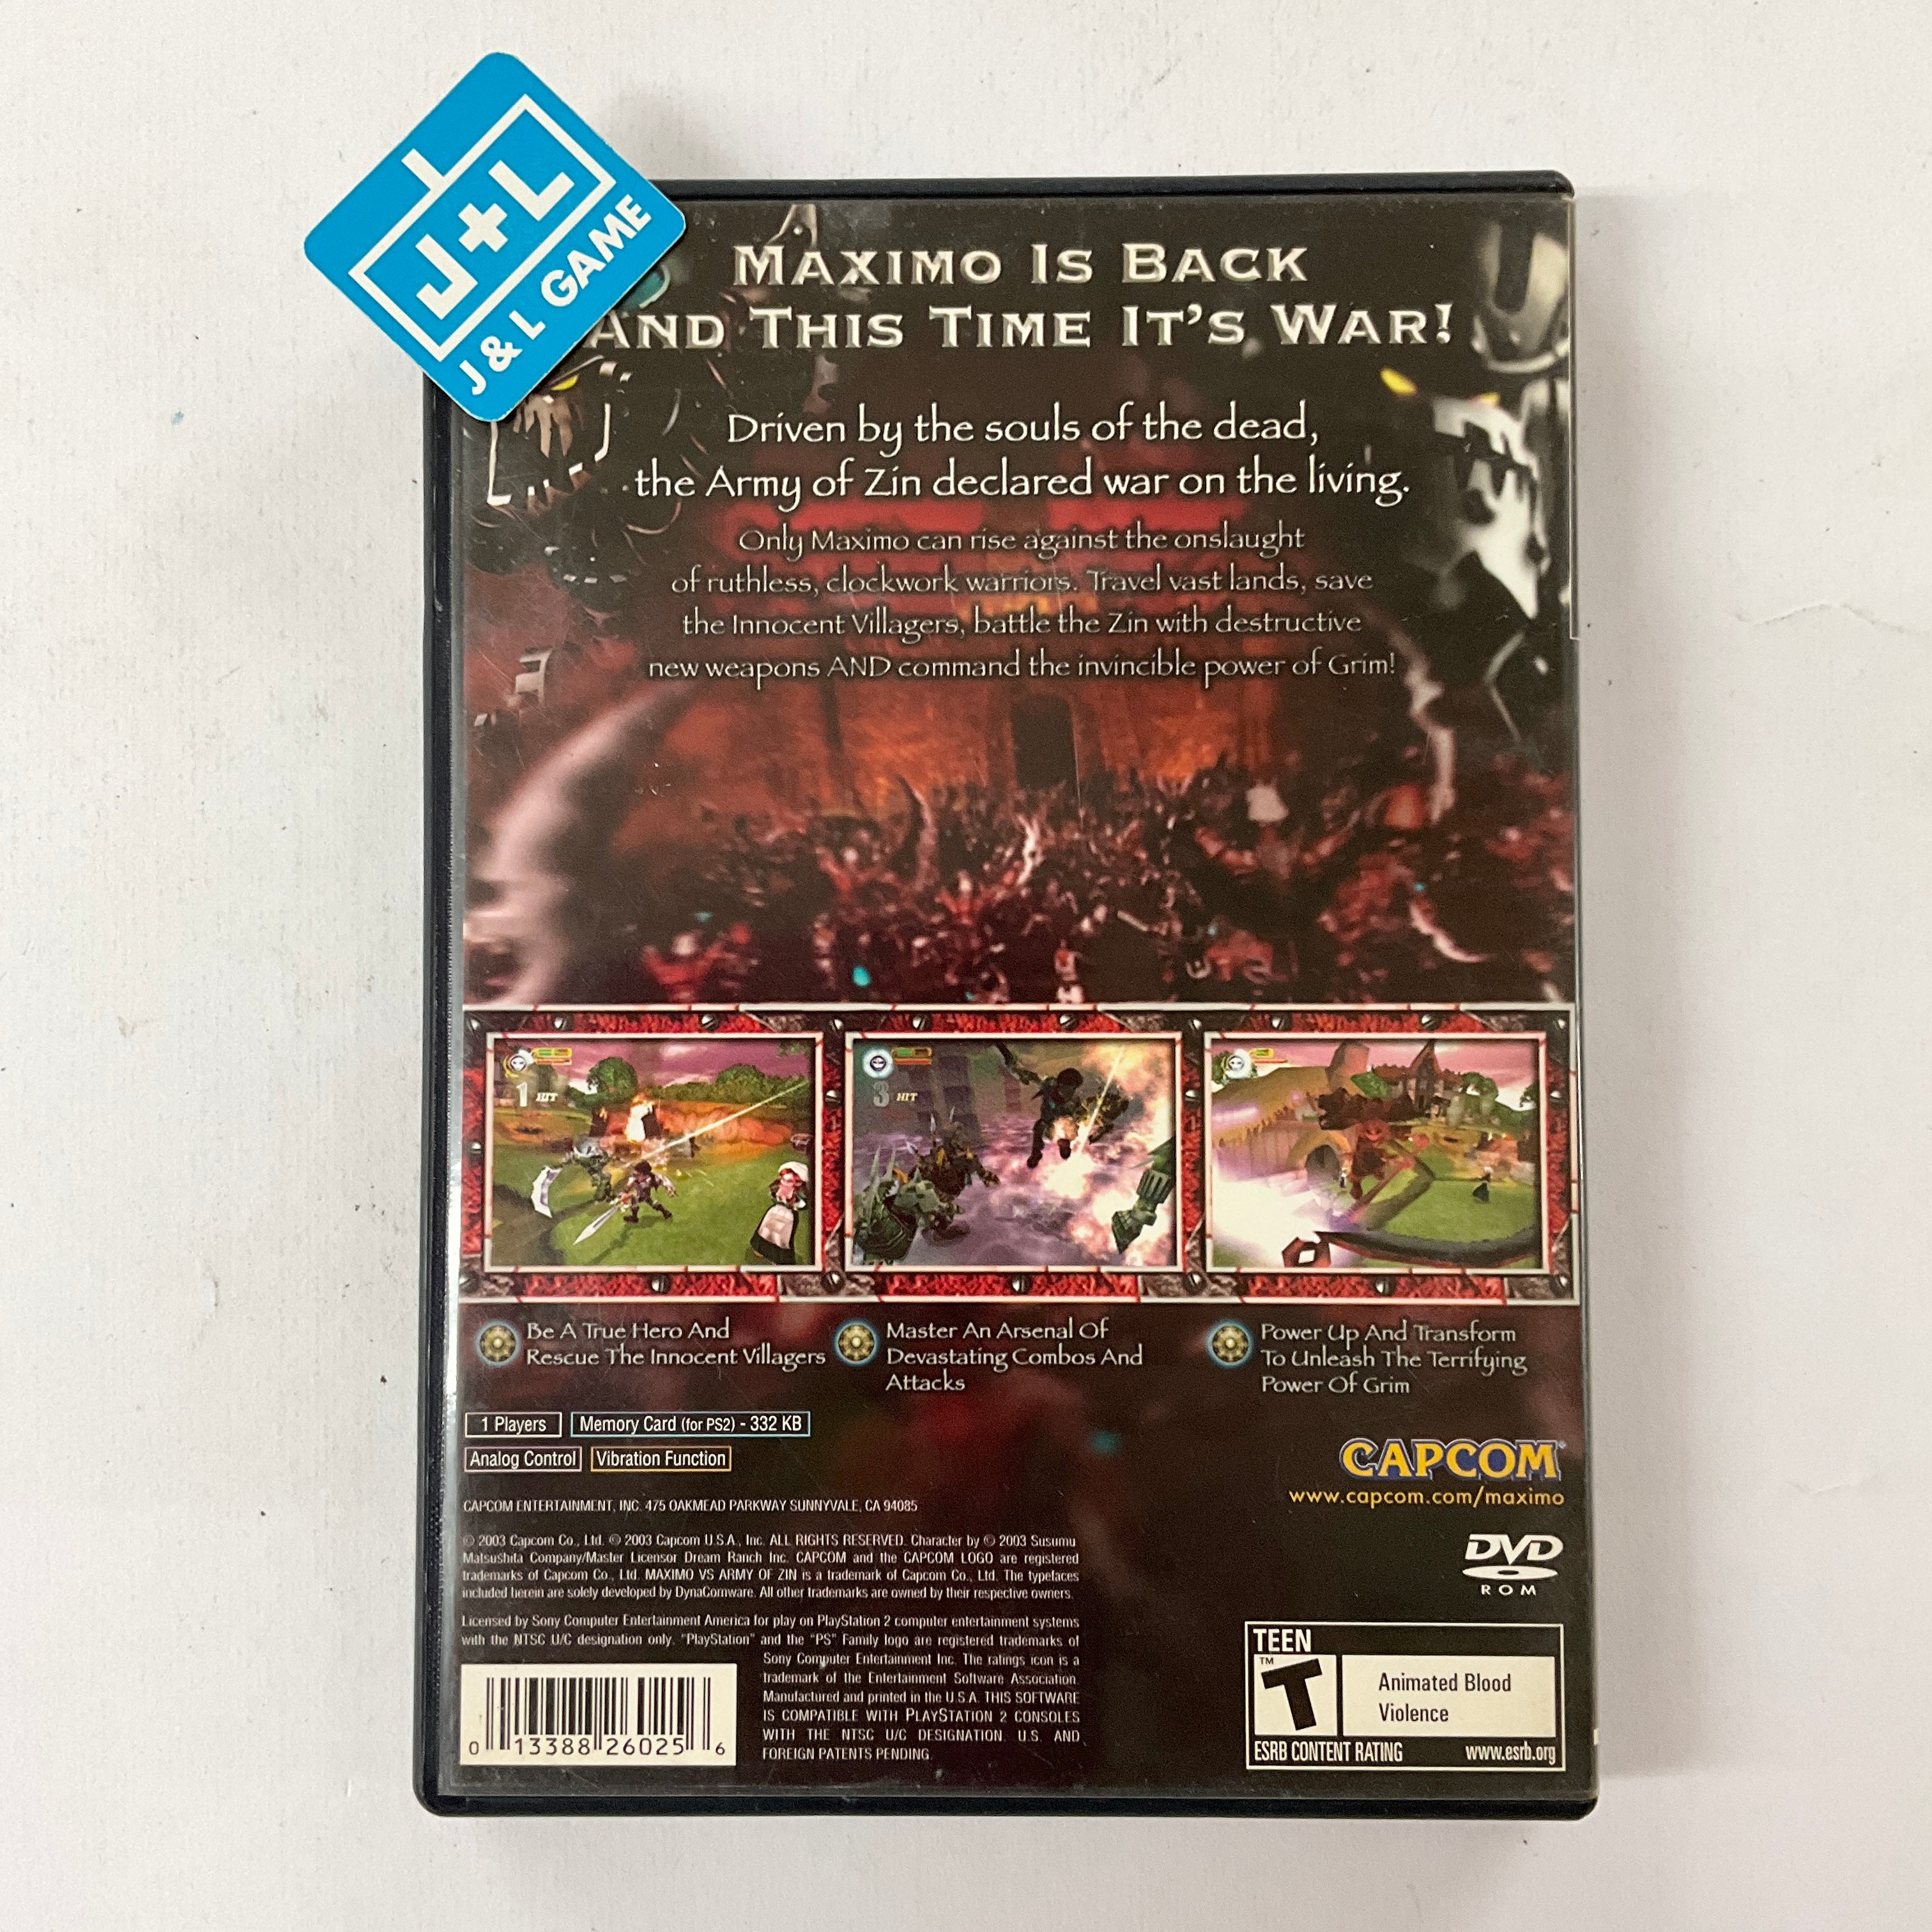 J+L
J & L GAME
MAXIMO IS BACK
AND THIS TIME IT'S WAR!
Driven by the souls of the dead,
the Army of Zin declared war on the living.
Only Maximo can rise against the onslaught
of ruthless, clockwork warriors. Travel vast lands, save
the Innocent Villagers, battle the Zin with destructive
new weapons AND command the invincible power of Grim!
1 HIT
3 HIT
Be A True Hero And
Rescue The Innocent Villagers
Master An Arsenal Of
Devastating Combos And
Attacks
Power Up And Transform
To Unleash The Terrifying
Power Of Grim
1 Players
Memory Card (for PS2) - 332 KB
Analog Control
Vibration Function
CAPCOM
www.capcom.com/maximo
CAPCOM ENTERTAINMENT, INC. 475 OAKMEAD PARKWAY SUNNYVALE, CA 94085
© 2003 Capcom Co., Ltd. © 2003 Capcom U.S.A., Inc. ALL RIGHTS RESERVED. Character by © 2003 Susumu
Matsushita Company/Master Licensor Dream Ranch Inc. CAPCOM and the CAPCOM LOGO are registered
trademarks of Capcom Co., Ltd. MAXIMO VS ARMY OF ZIN is a trademark of Capcom Co., Ltd. The typefaces
included herein are solely developed by DynaComware. All other trademarks are owned by their respective owners.
Licensed by Sony Computer Entertainment America for play on PlayStation 2 computer entertainment systems
with the NTSC U/C designation only. "PlayStation" and the "PS" Family logo are registered trademarks of
Sony Computer Entertainment Inc. The ratings icon is a
trademark of the Entertainment Software Association.
Manufactured and printed in the U.S.A. THIS SOFTWARE
IS COMPATIBLE WITH PLAYSTATION 2 CONSOLES
WITH THE NTSC U/C DESIGNATION. U.S. AND
FOREIGN PATENTS PENDING.
0 13388 26025 6
DVD
ROM
TEEN
T
TM
Animated Blood
Violence
ESRB CONTENT RATING
www.esrb.org